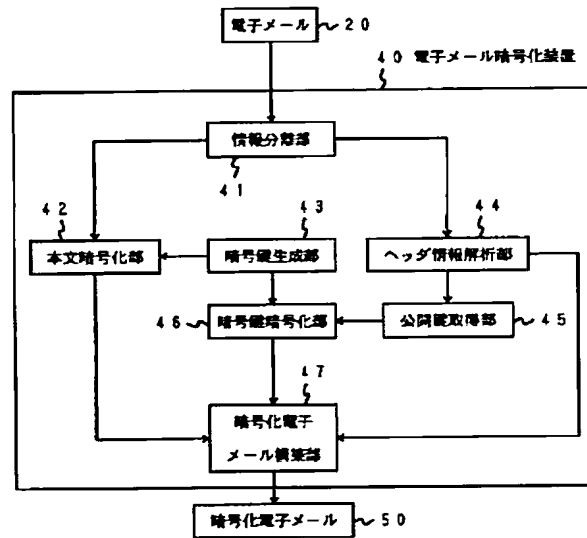 電子メール 20
40 電子メール暗号化装置
情報分離部
41
42
43
44
本文暗号化部
暗号鍵生成部
ヘッダ情報解析部
46
暗号鍵暗号化部
公開鍵取得部
45
47
暗号化電子
メール構築部
暗号化電子メール 50